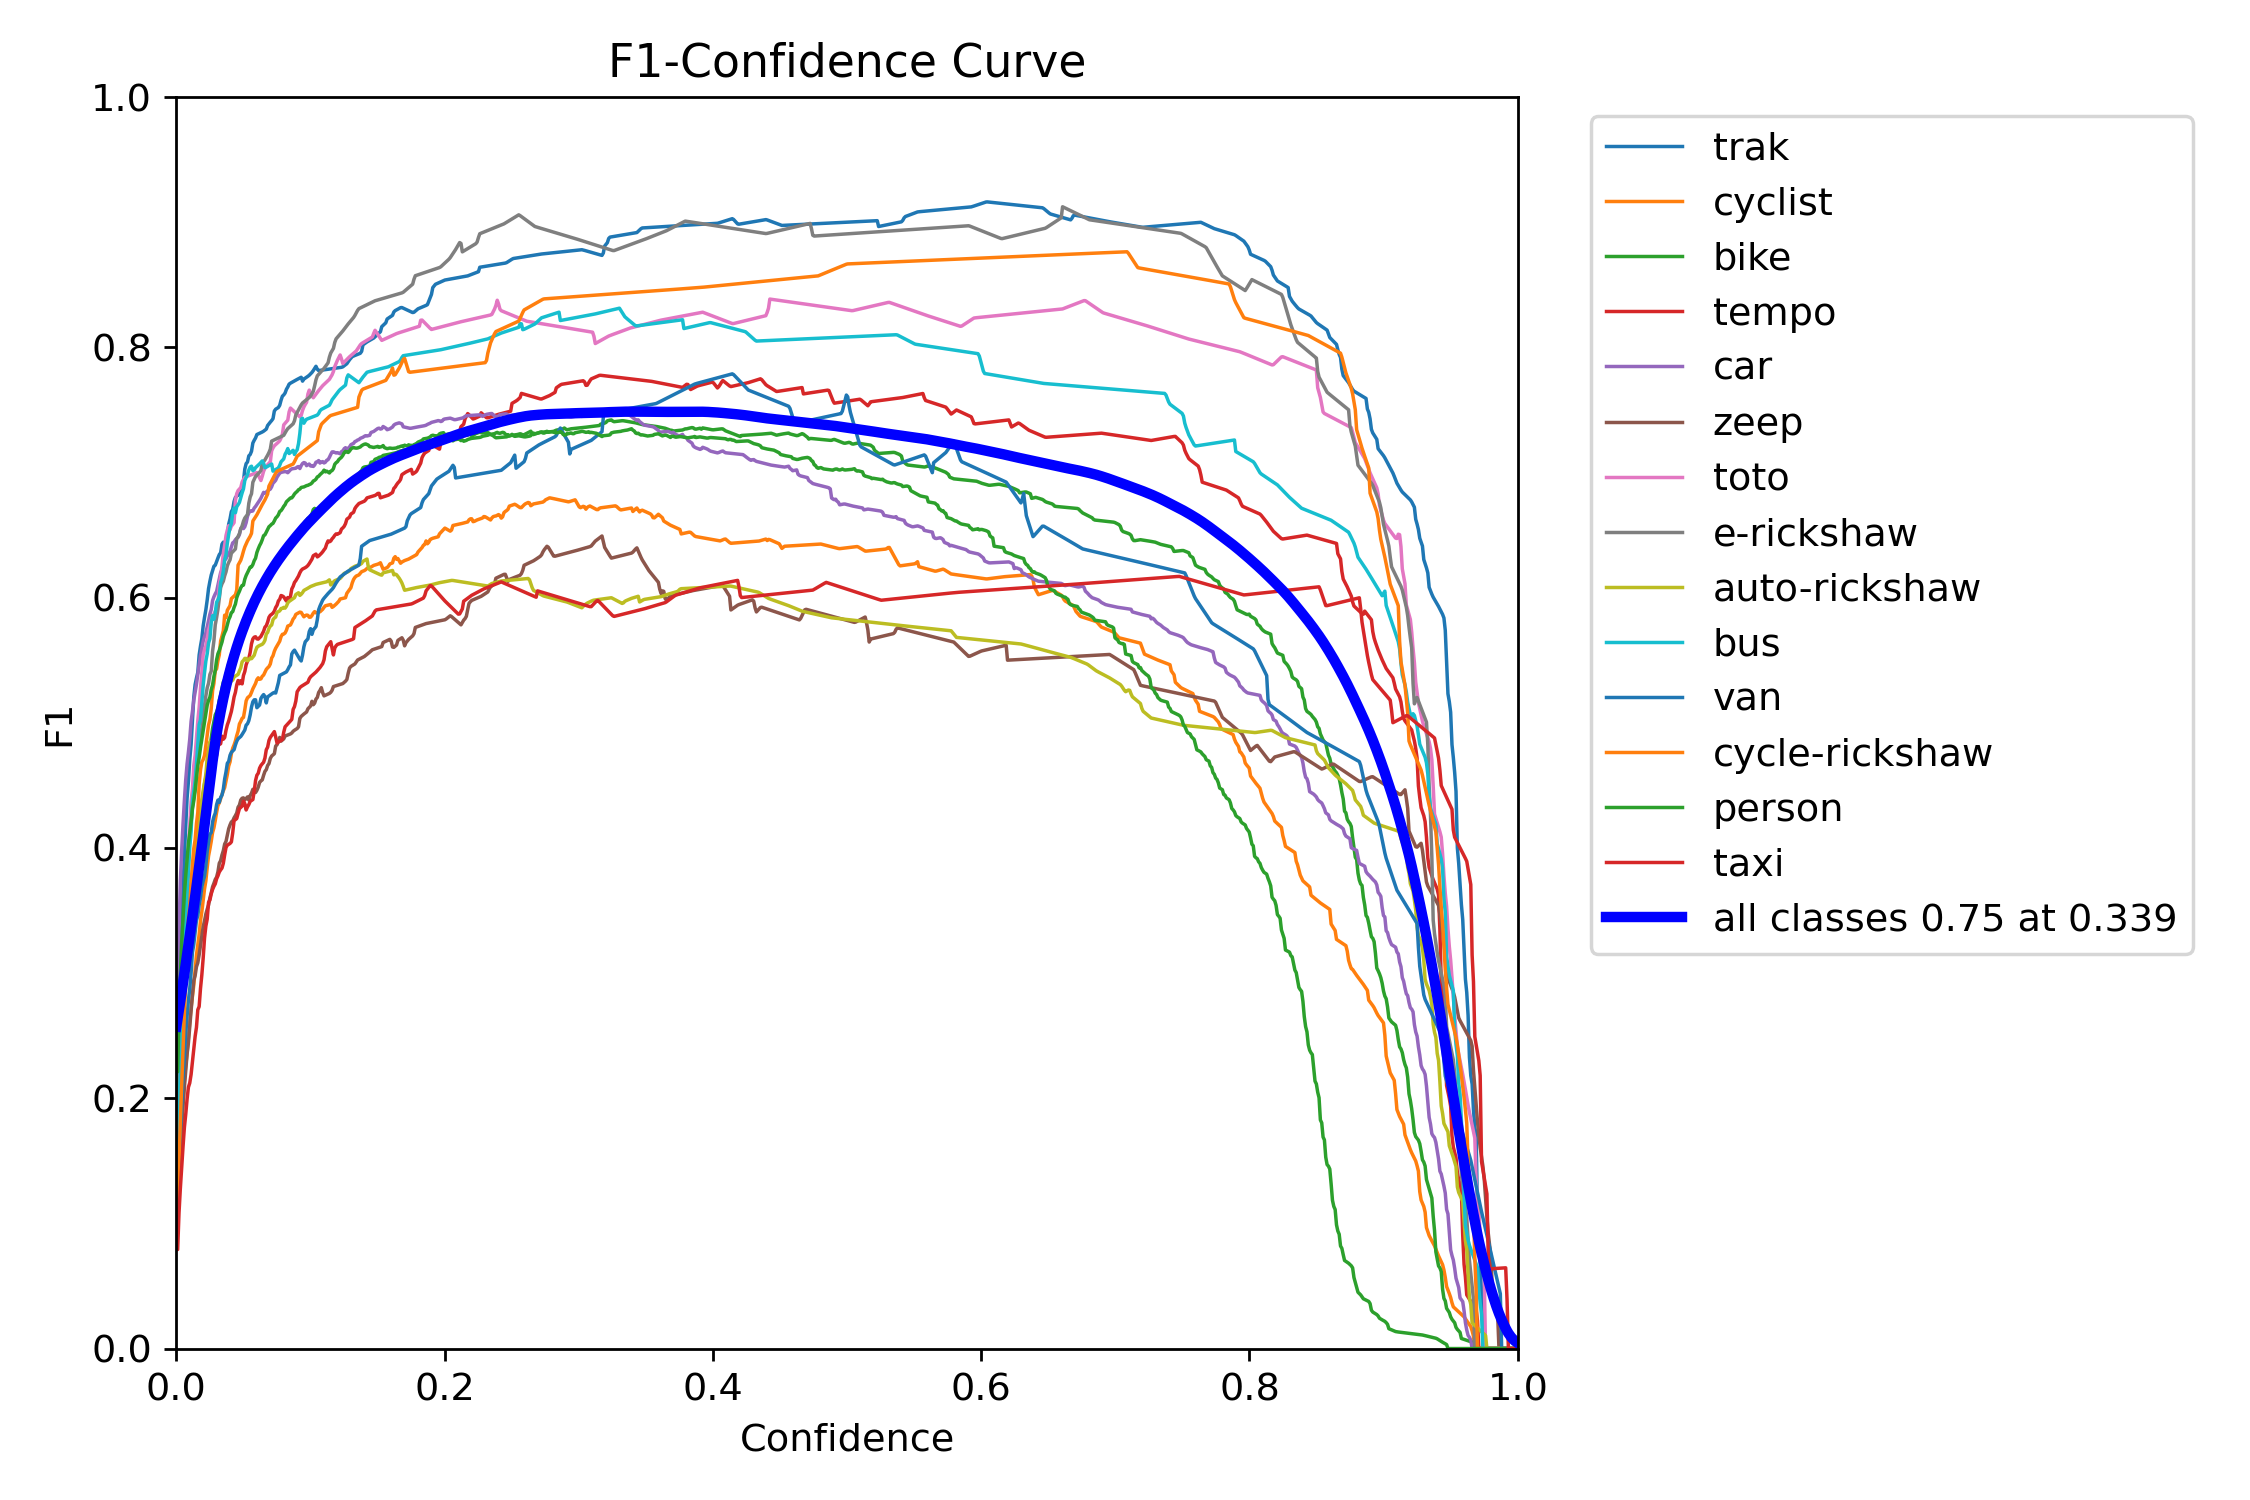 F1-Confidence Curve
1.0
0.8
0.6
0.4
0.2
0.0
F1
0.0 0.2 0.4 0.6 0.8 1.0
Confidence
trak
cyclist
bike
tempo
car
zeep
toto
e-rickshaw
auto-rickshaw
bus
van
cycle-rickshaw
person
taxi
all classes 0.75 at 0.339